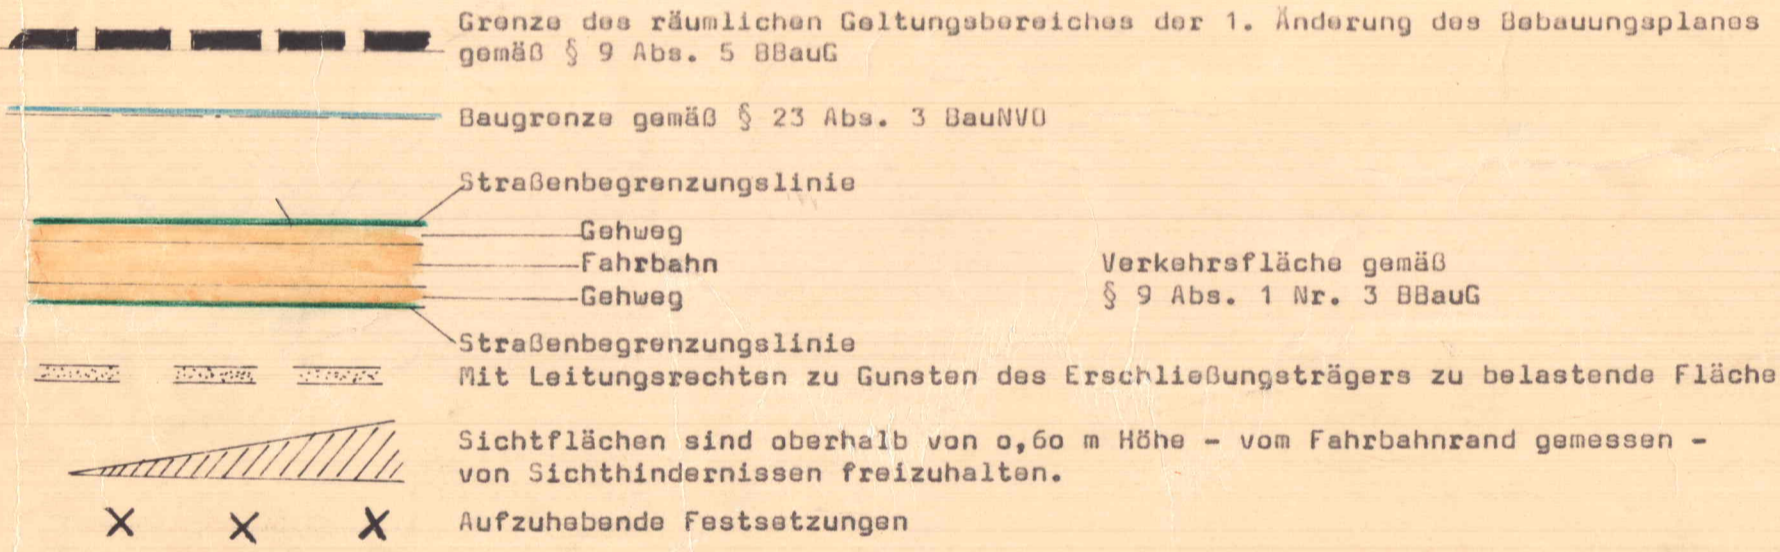 Grenze des räumlichen Geltungsbereiches der 1. Änderung des Bebauungsplanes
gemäß § 9 Abs. 5 BBauG
Baugrenze gemäß § 23 Abs. 3 BauNVO
Straßenbegrenzungslinie
Gehweg
Fahrbahn
Gehweg
Verkehrsfläche gemäß
§ 9 Abs. 1 Nr. 3 BBauG
Straßenbegrenzungslinie
Mit Leitungsrechten zu Gunsten des Erschließungsträgers zu belastende Fläche
Sichtflächen sind oberhalb von o,6o m Höhe - vom Fahrbahnrand gemessen -
von Sichthindernissen freizuhalten.
Aufzuhebende Festsetzungen